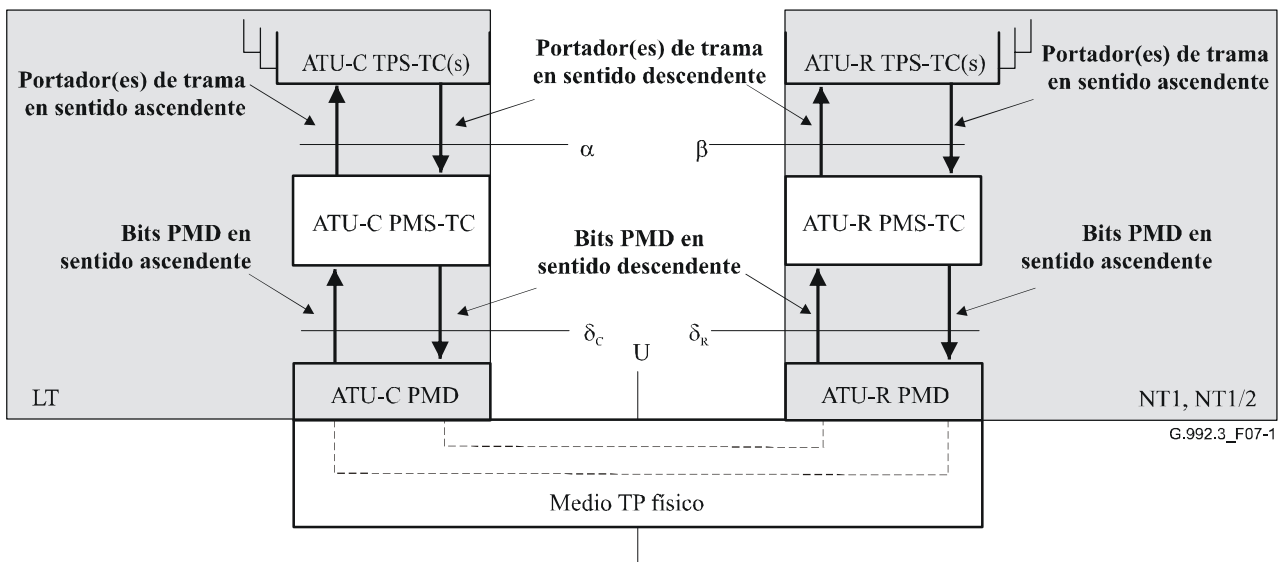 ATU-C TPS-TC(s)
Portador(es) de trama
en sentido ascendente
Portador(es) de trama
en sentido descendente
ATU-R TPS-TC(s)
Portador(es) de trama
en sentido ascendente
α
β
ATU-C PMS-TC
ATU-R PMS-TC
Bits PMD en
sentido ascendente
Bits PMD en
sentido descendente
Bits PMD en
sentido ascendente
δC
δR
U
LT
ATU-C PMD
ATU-R PMD
NT1, NT1/2
G.992.3_F07-1
Medio TP físico